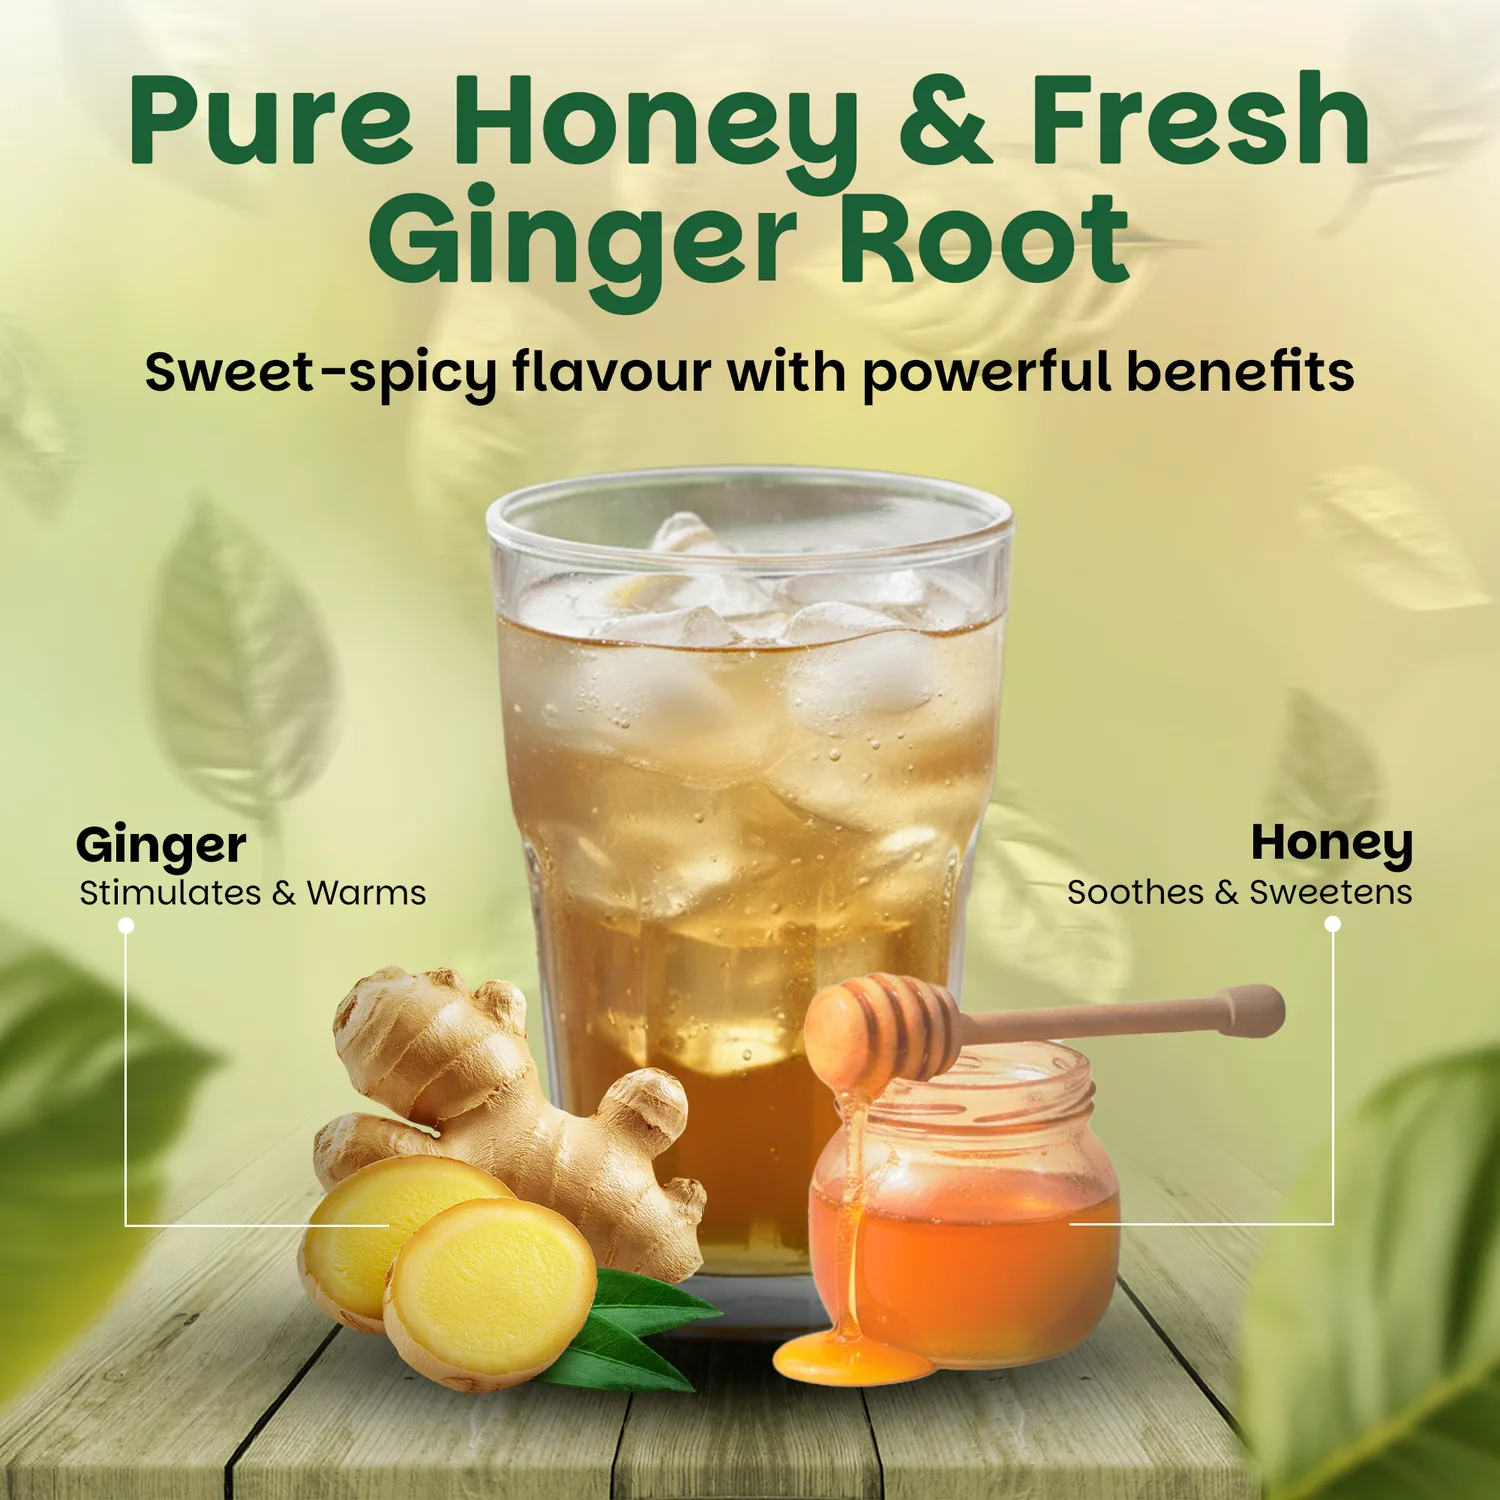 Pure Honey & Fresh
Ginger Root
Sweet-spicy flavour with powerful benefits
Ginger
Stimulates & Warms
Honey
Soothes & Sweetens